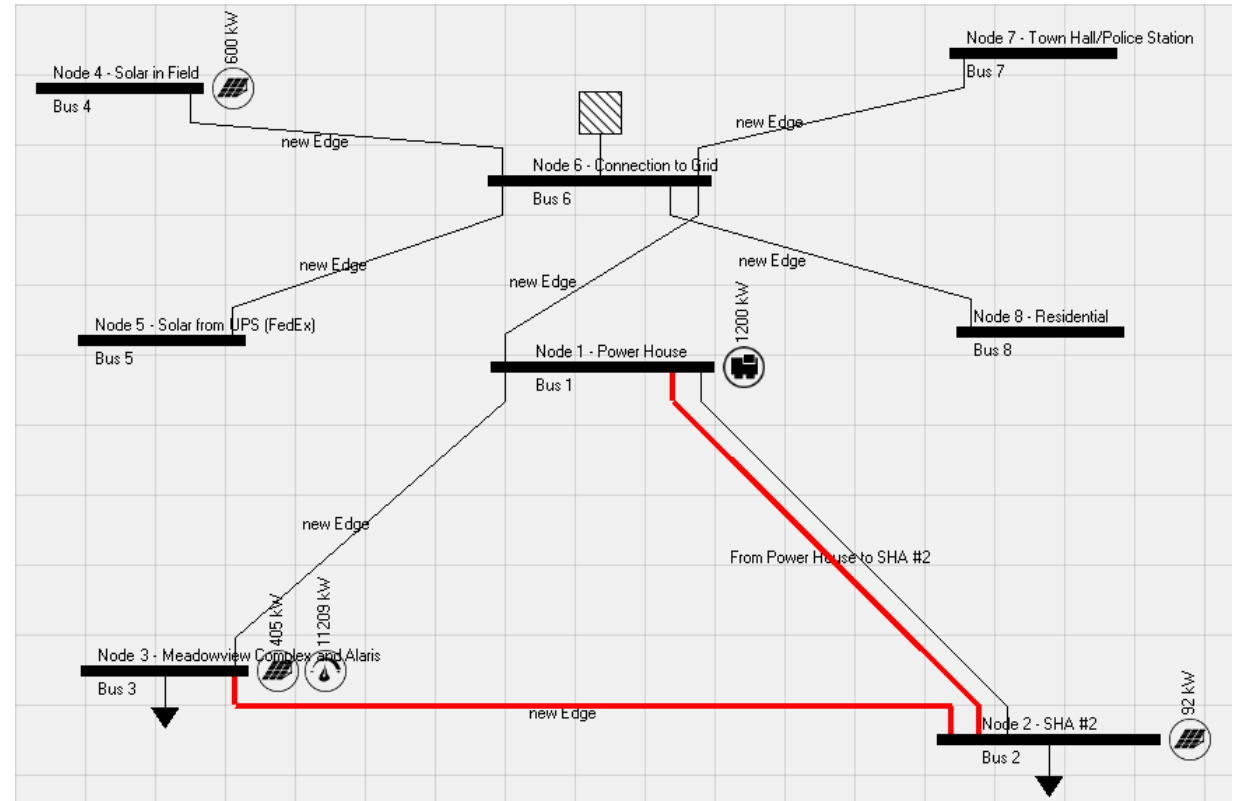 600 kW
Node 7 - Town Hall/Police Station
Node 4 - Solar in Field
Bus 7
Bus 4
new Edge
new Edge
Node 6 - Connection to Grid
Bus 6
new Edge
new Edge
new Edge
1200 kW
Node 5 - Solar from UPS (FedEx)
Node 8 - Residential
Bus 5
Bus 8
Node 1 - Power House
Bus 1
new Edge
From Power House to SHA #2
405 kW
11209 kW
Node 3 - Meadowview Complex and Alaris
Bus 3
92 kW
new Edge
Node 2 - SHA #2
Bus 2